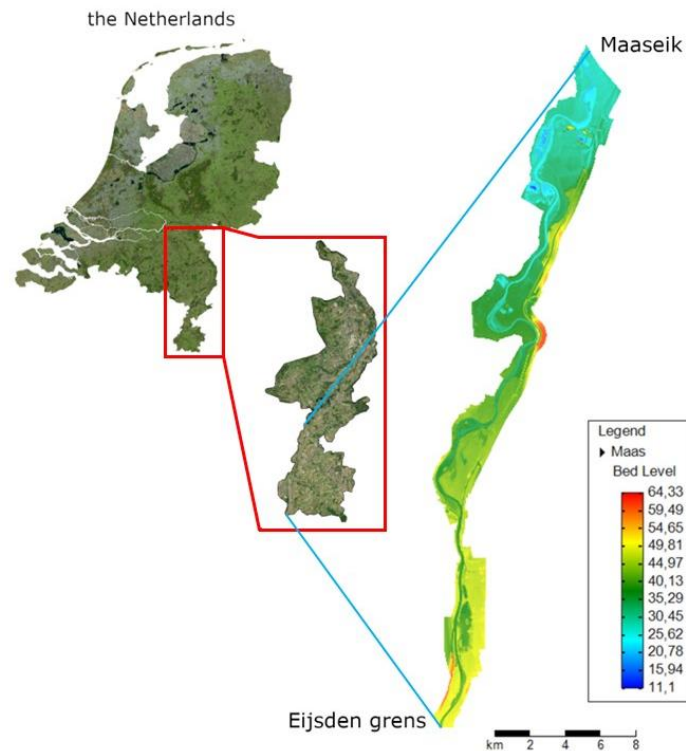 the Netherlands
Maaseik
Legend
Maas
Bed Level
64,33
59,49
54,65
49,81
44,97
40,13
35,29
30,45
25,62
20,78
15,94
11,1
Eijsden grens
km 2 4 6 8